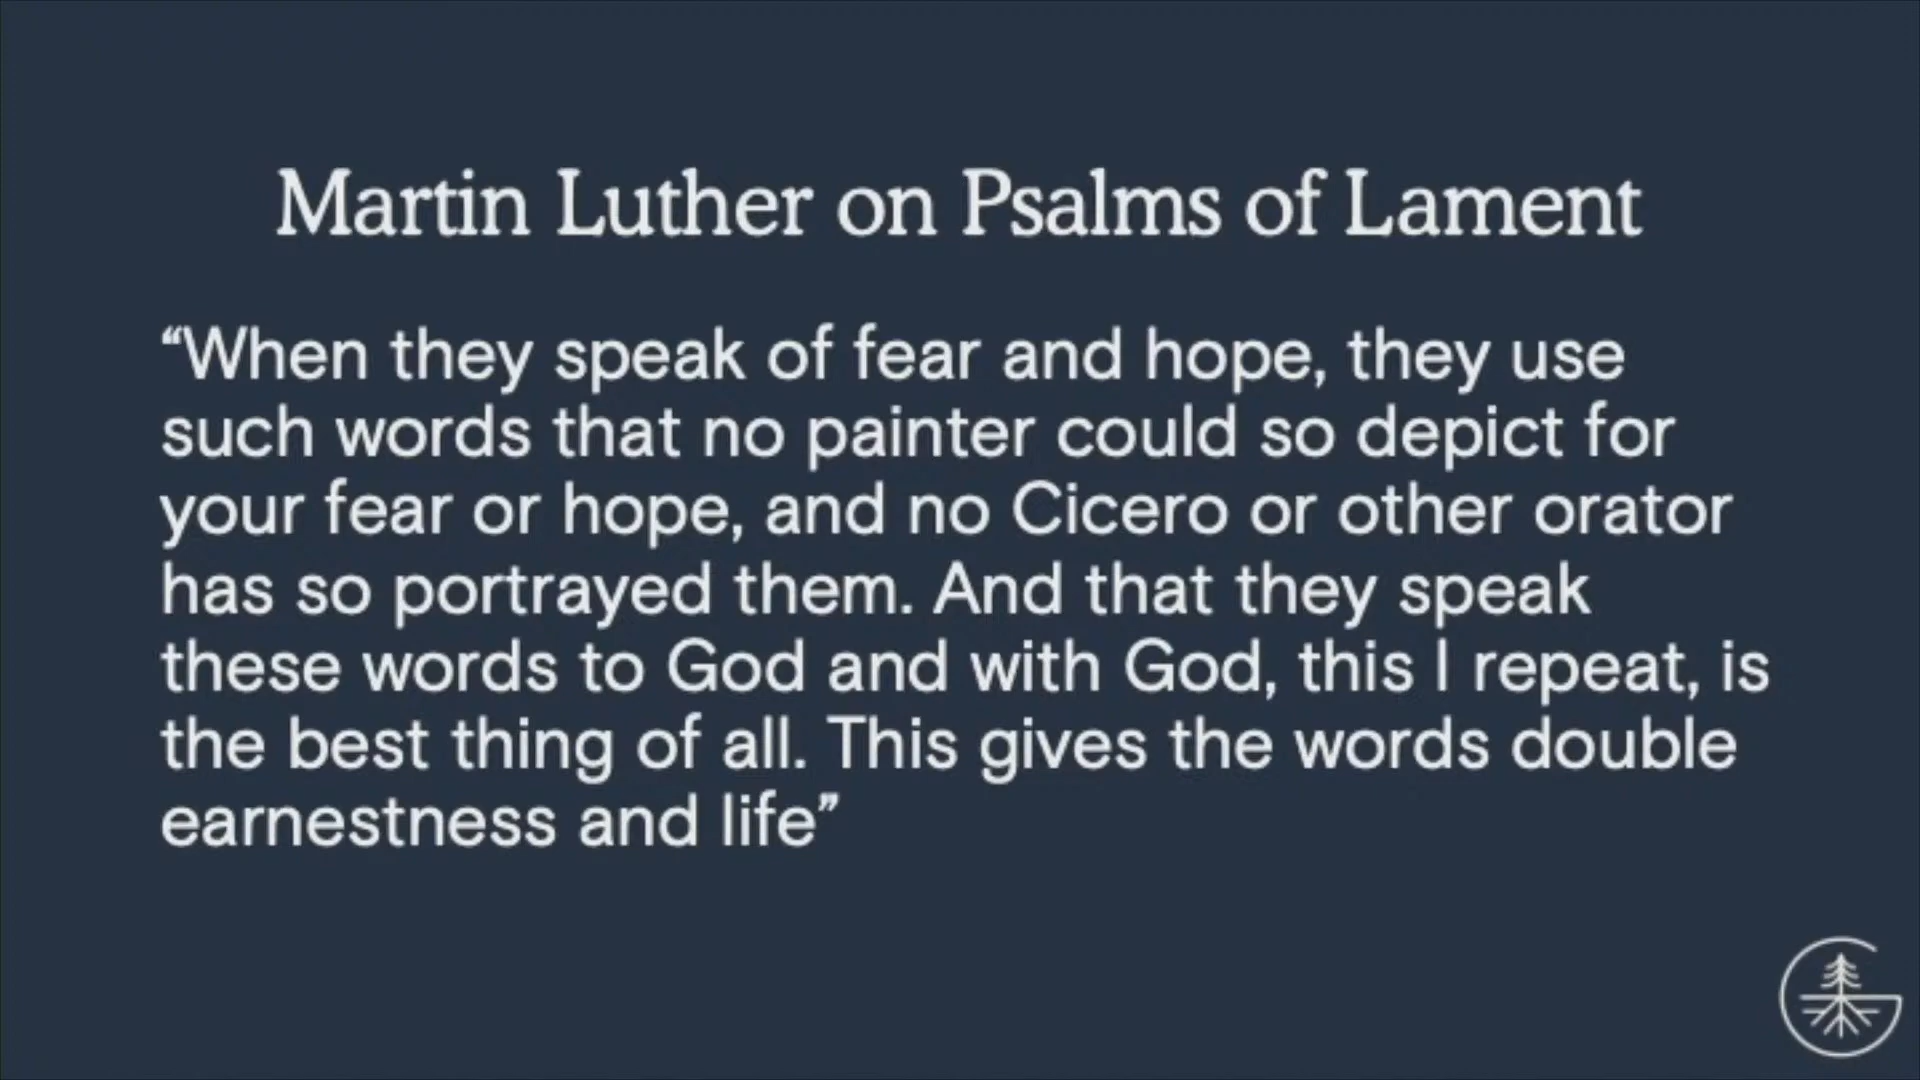 Martin Luther on Psalms of Lament
“When they speak of fear and hope, they use
such words that no painter could so depict for
your fear or hope, and no Cicero or other orator
has so portrayed them. And that they speak
these words to God and with God, this I repeat, is
the best thing of all. This gives the words double
earnestness and life”